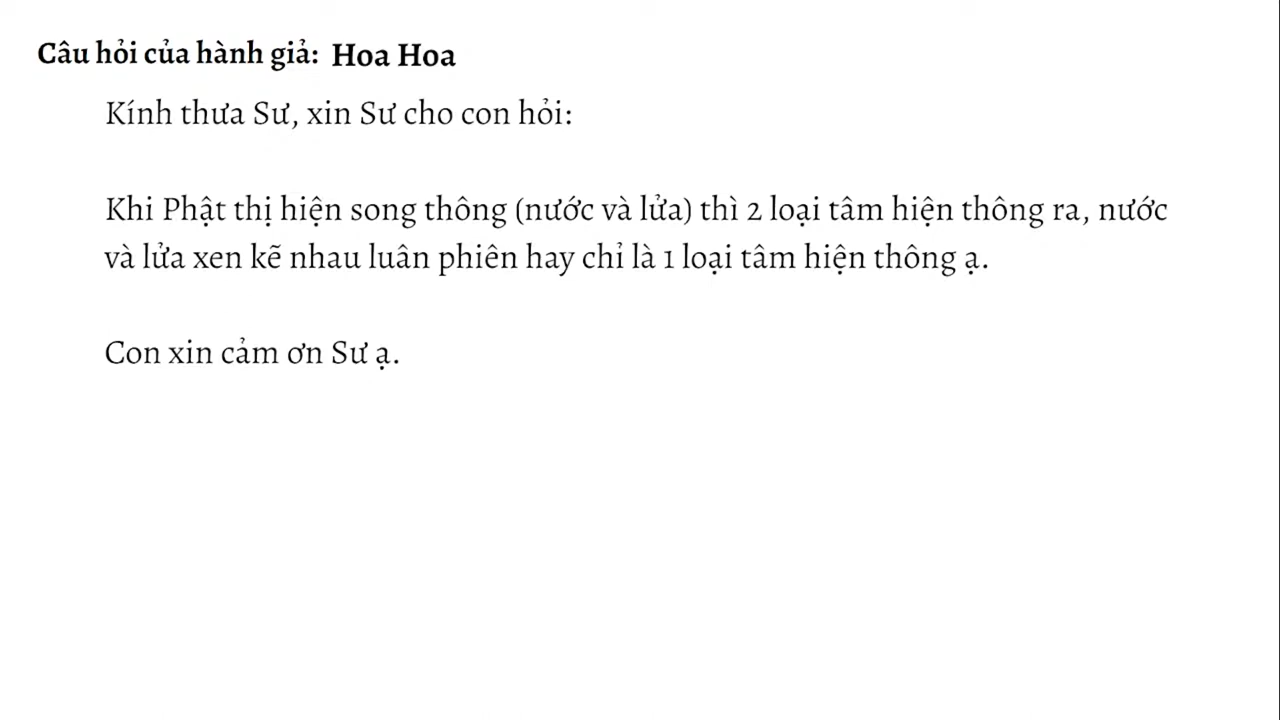 Câu hỏi của hành giả: Hoa Hoa
Kính thưa Sư, xin Sư cho con hỏi:
Khi Phật thị hiện song thông (nước và lửa) thì 2 loại tâm hiện thông ra, nước
và lửa xen kẽ nhau luân phiên hay chỉ là 1 loại tâm hiện thông ạ.
Con xin cảm ơn Sư ạ.